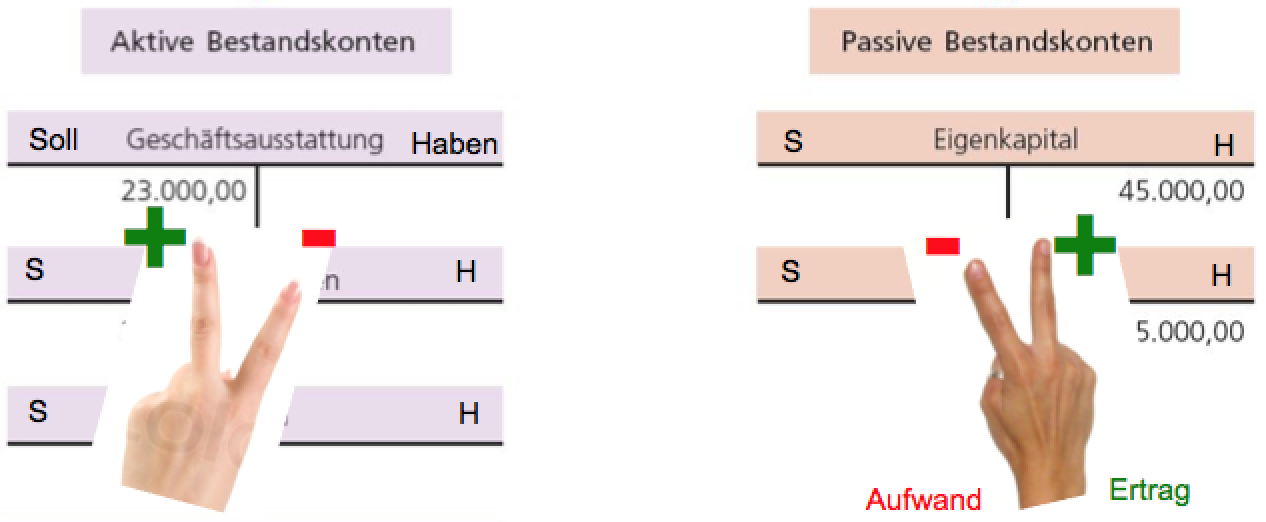 Aktive Bestandskonten
Soll Geschäftsausstattung Haben
23.000,00
S H
S H
Passive Bestandskonten
S Eigenkapital H
45.000,00
S H
5.000,00
Aufwand Ertrag